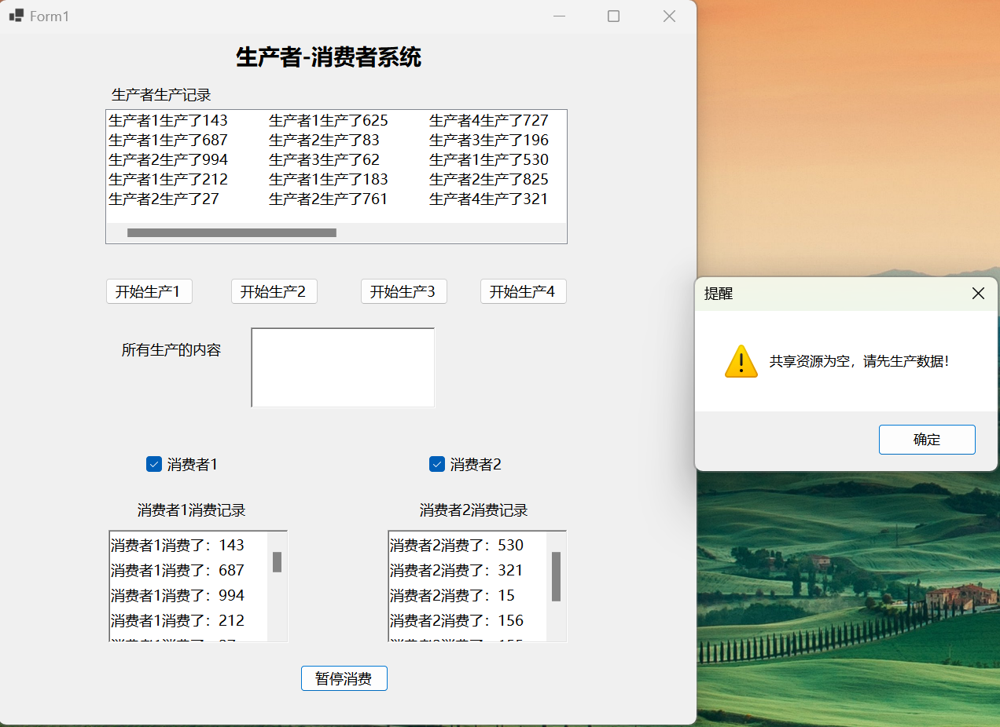 Form1
生产者-消费者系统
生产者生产记录
生产者1生产了143 生产者1生产了625 生产者4生产了727
生产者1生产了687 生产者2生产了83 生产者3生产了196
生产者2生产了994 生产者3生产了62 生产者1生产了530
生产者1生产了212 生产者1生产了183 生产者2生产了825
生产者2生产了27 生产者2生产了761 生产者4生产了321
开始生产1 开始生产2 开始生产3 开始生产4
所有生产的内容
提醒
共享资源为空，请先生产数据！
确定
消费者1 消费者2
消费者1消费记录 消费者2消费记录
消费者1消费了：143 消费者2消费了：530
消费者1消费了：687 消费者2消费了：321
消费者1消费了：994 消费者2消费了：15
消费者1消费了：212 消费者2消费了：156
暂停消费